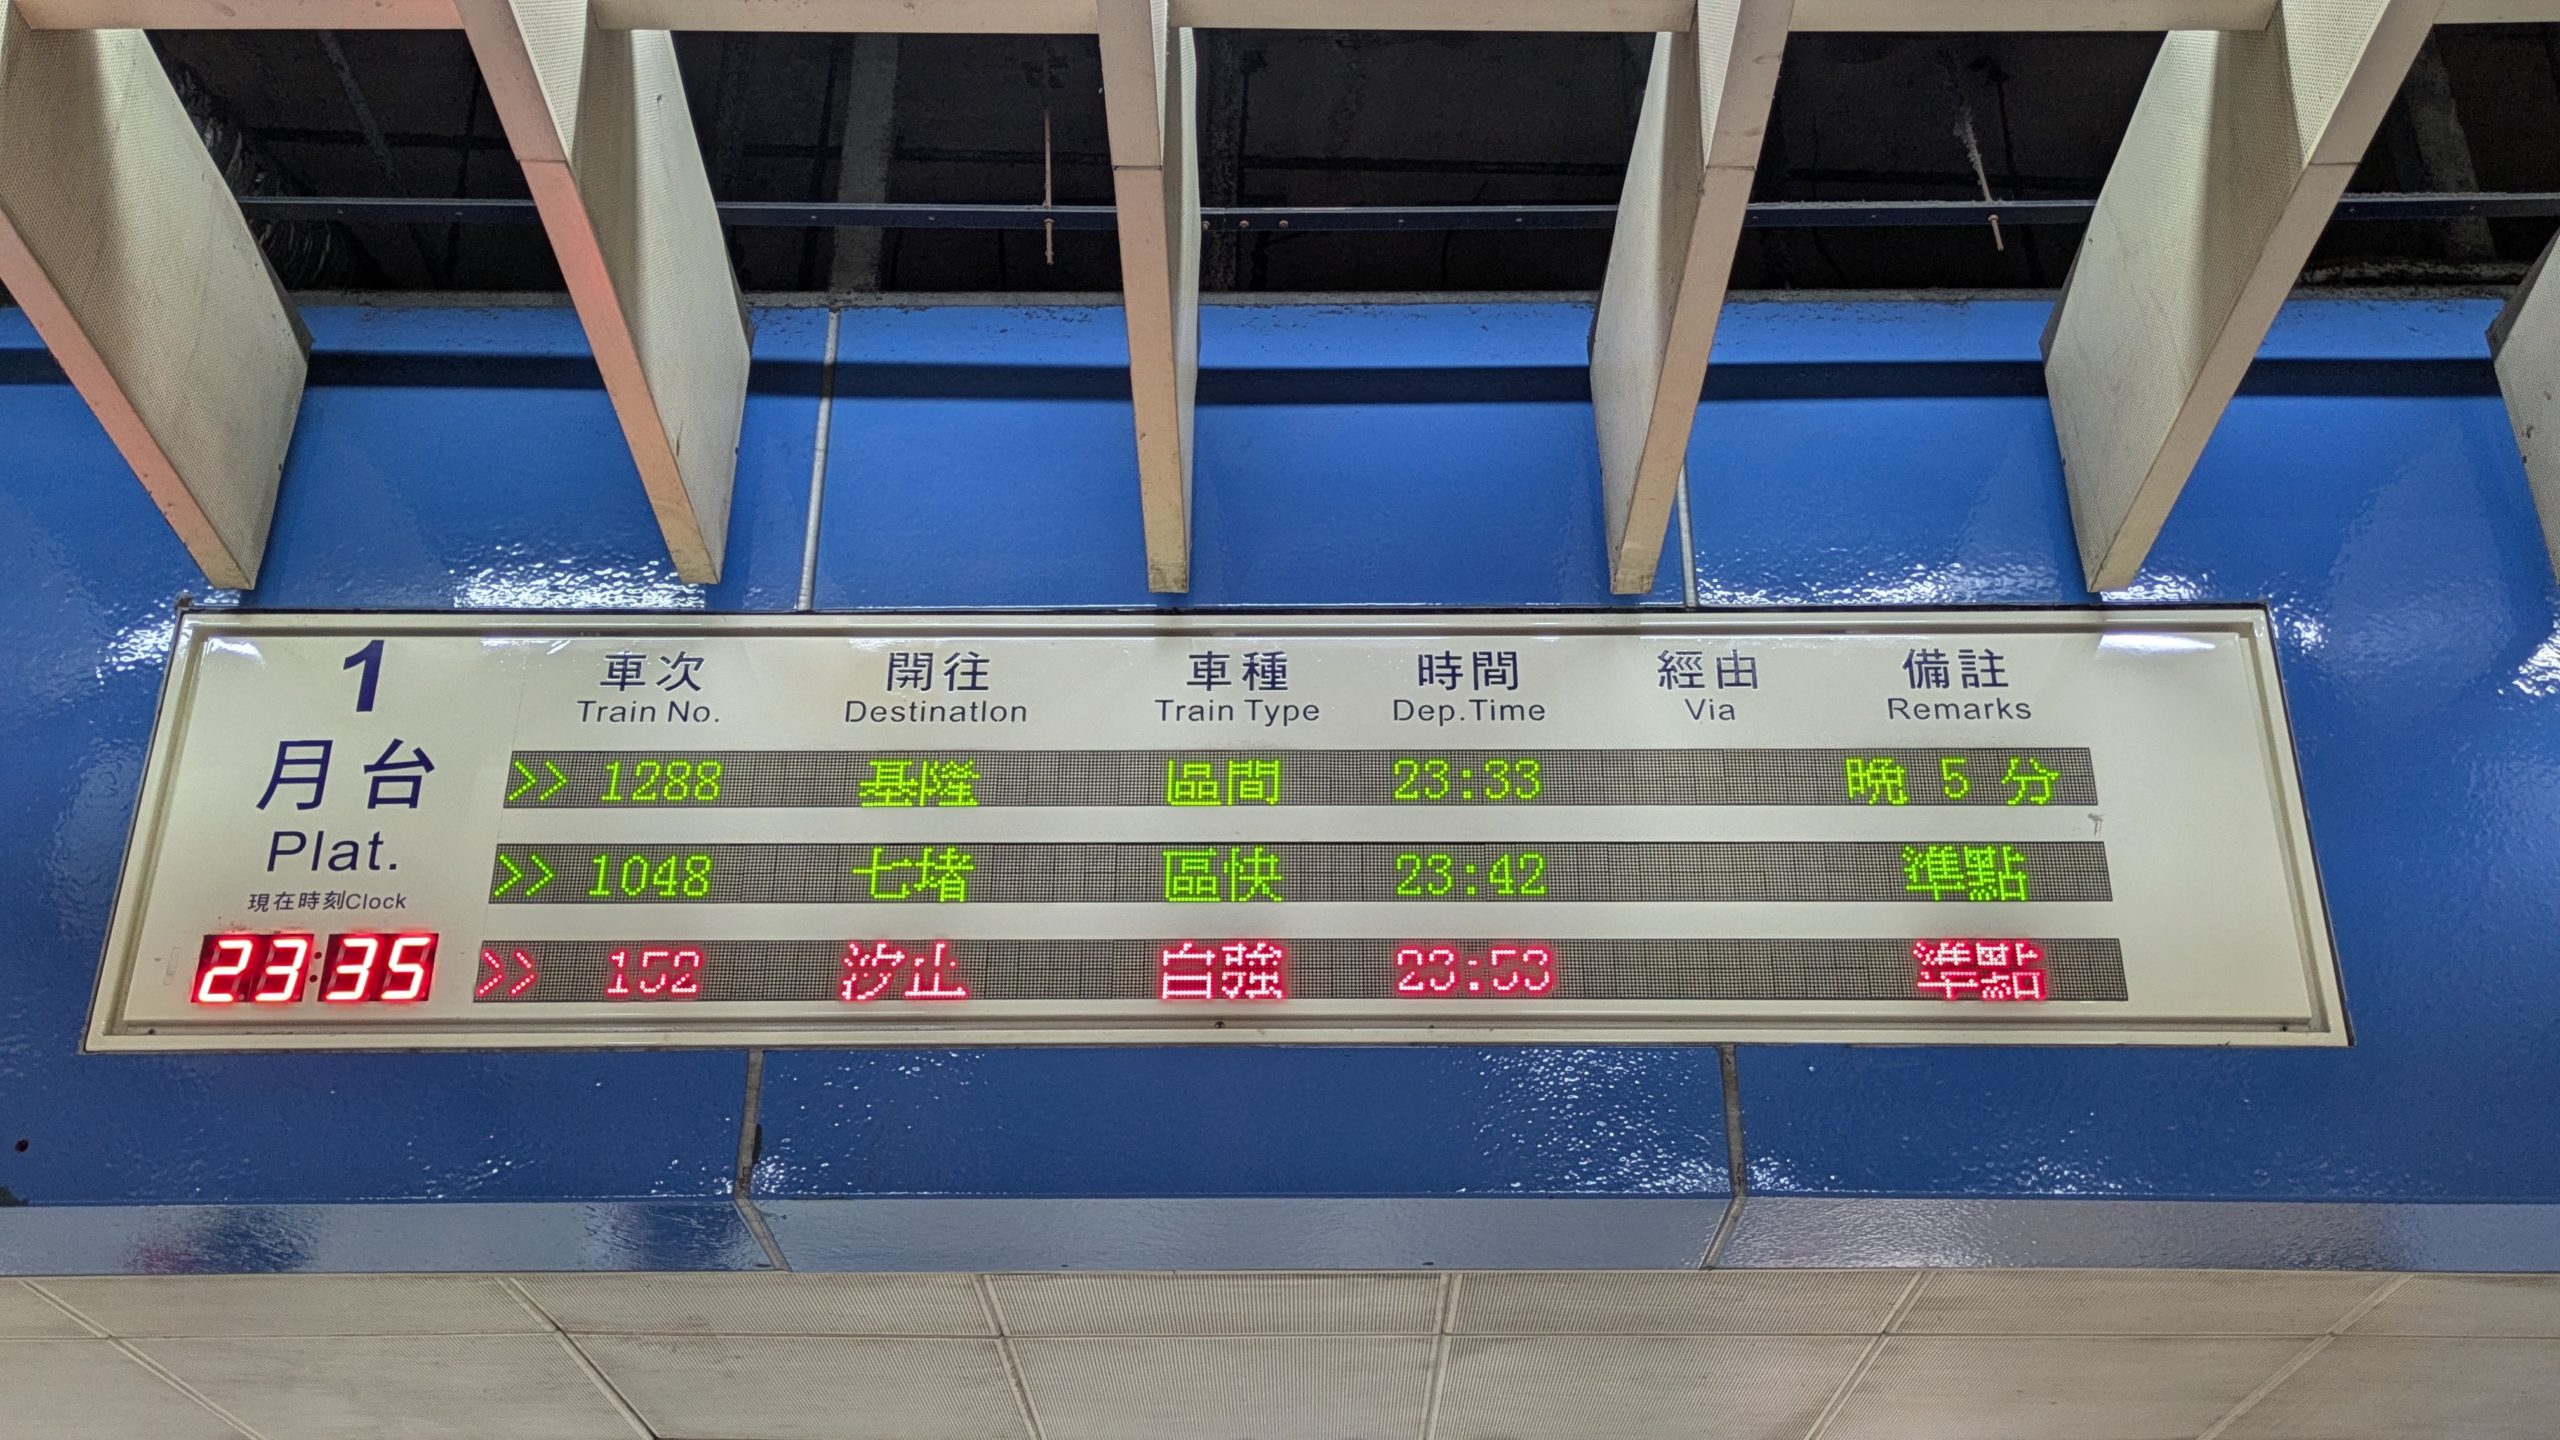 1
月台
Plat.
現在時刻Clock
23:35
車次 開往 車種 時間 經由 備註
Train No. Destination Train Type Dep.Time Via Remarks
>> 1288 基隆 區間 23:33 晚 5 分
>> 1048 七堵 區快 23:42 準點
>> 152 汐止 自強 23:53 準點